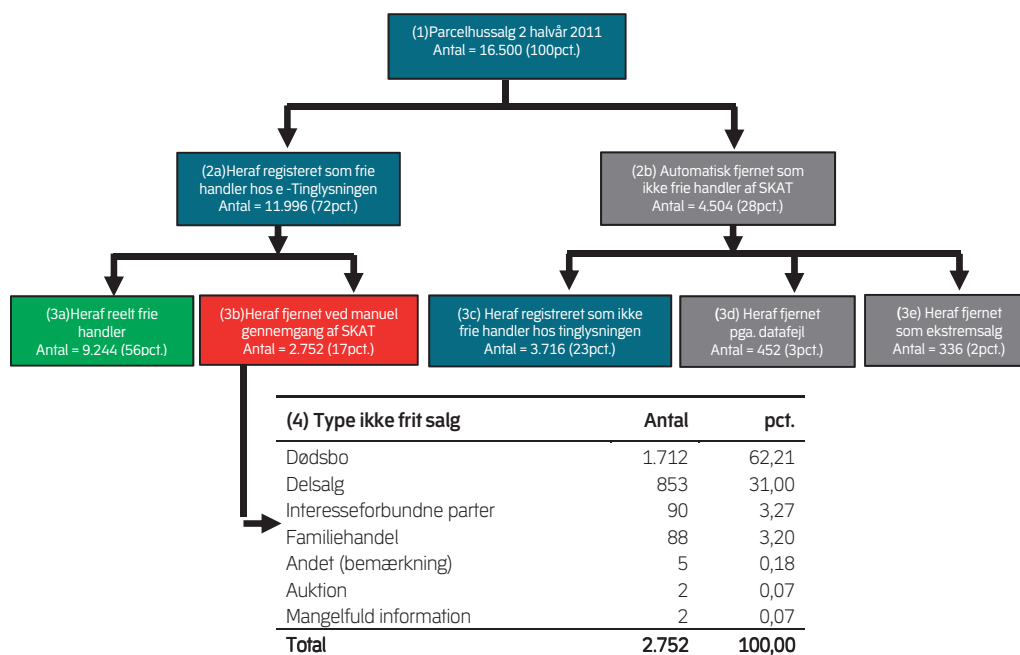 (1)Parcelhussalg 2 halvår 2011
Antal = 16.500 (100pct.)
(2a)Heraf registeret som frie
handler hos e -Tinglysningen
Antal = 11.996 (72pct.)
(2b) Automatisk fjernet som
ikke frie handler af SKAT
Antal = 4.504 (28pct.)
(3a)Heraf reelt frie
handler
Antal = 9.244 (56pct.)
(3b)Heraf fjernet ved manuel
gennemgang af SKAT
Antal = 2.752 (17pct.)
(3c) Heraf registreret som ikke
frie handler hos tinglysningen
Antal = 3.716 (23pct.)
(3d) Heraf fjernet
pga. datafejl
Antal = 452 (3pct.)
(3e) Heraf fjernet
som ekstremsalg
Antal = 336 (2pct.)
(4) Type ikke frit salg Antal pct.
Dødsbo 1.712 62,21
Delsalg 853 31,00
Interesseforbundne parter 90 3,27
Familiehandel 88 3,20
Andet (bemærkning) 5 0,18
Auktion 2 0,07
Mangelfuld information 2 0,07
Total 2.752 100,00